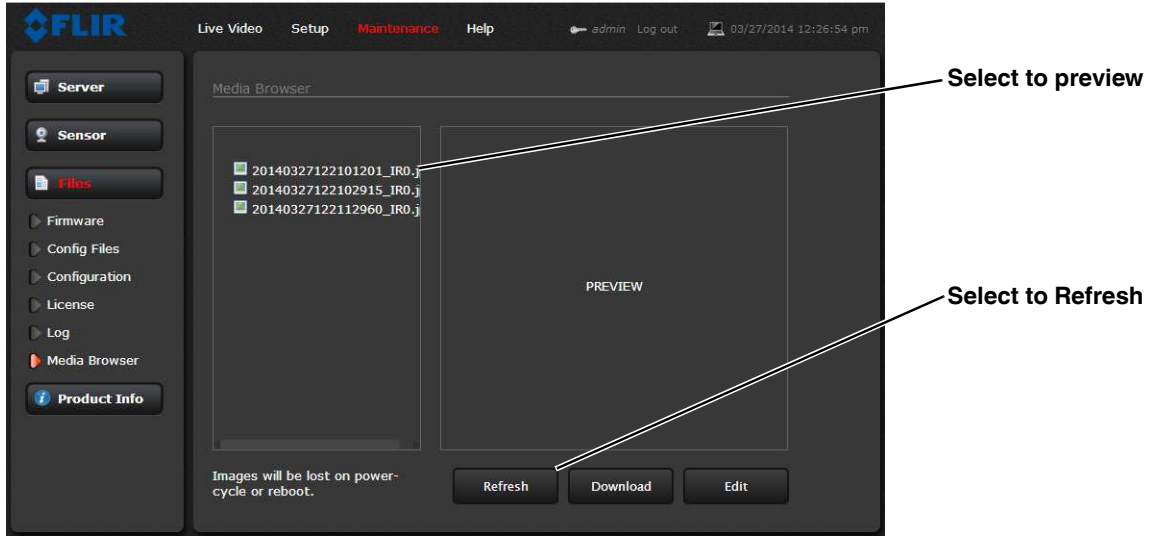 FLIR
Live Video Setup Maintenance Help admin Log out 03/27/2014 12:26:54 pm
Server
Sensor
Files
Firmware
Config Files
Configuration
License
Log
Media Browser
Product Info
Media Browser
20140327122101201_IR0.j
20140327122102915_IR0.j
20140327122112960_IR0.j
PREVIEW
Images will be lost on power-
cycle or reboot.
Refresh Download Edit
Select to preview
Select to Refresh